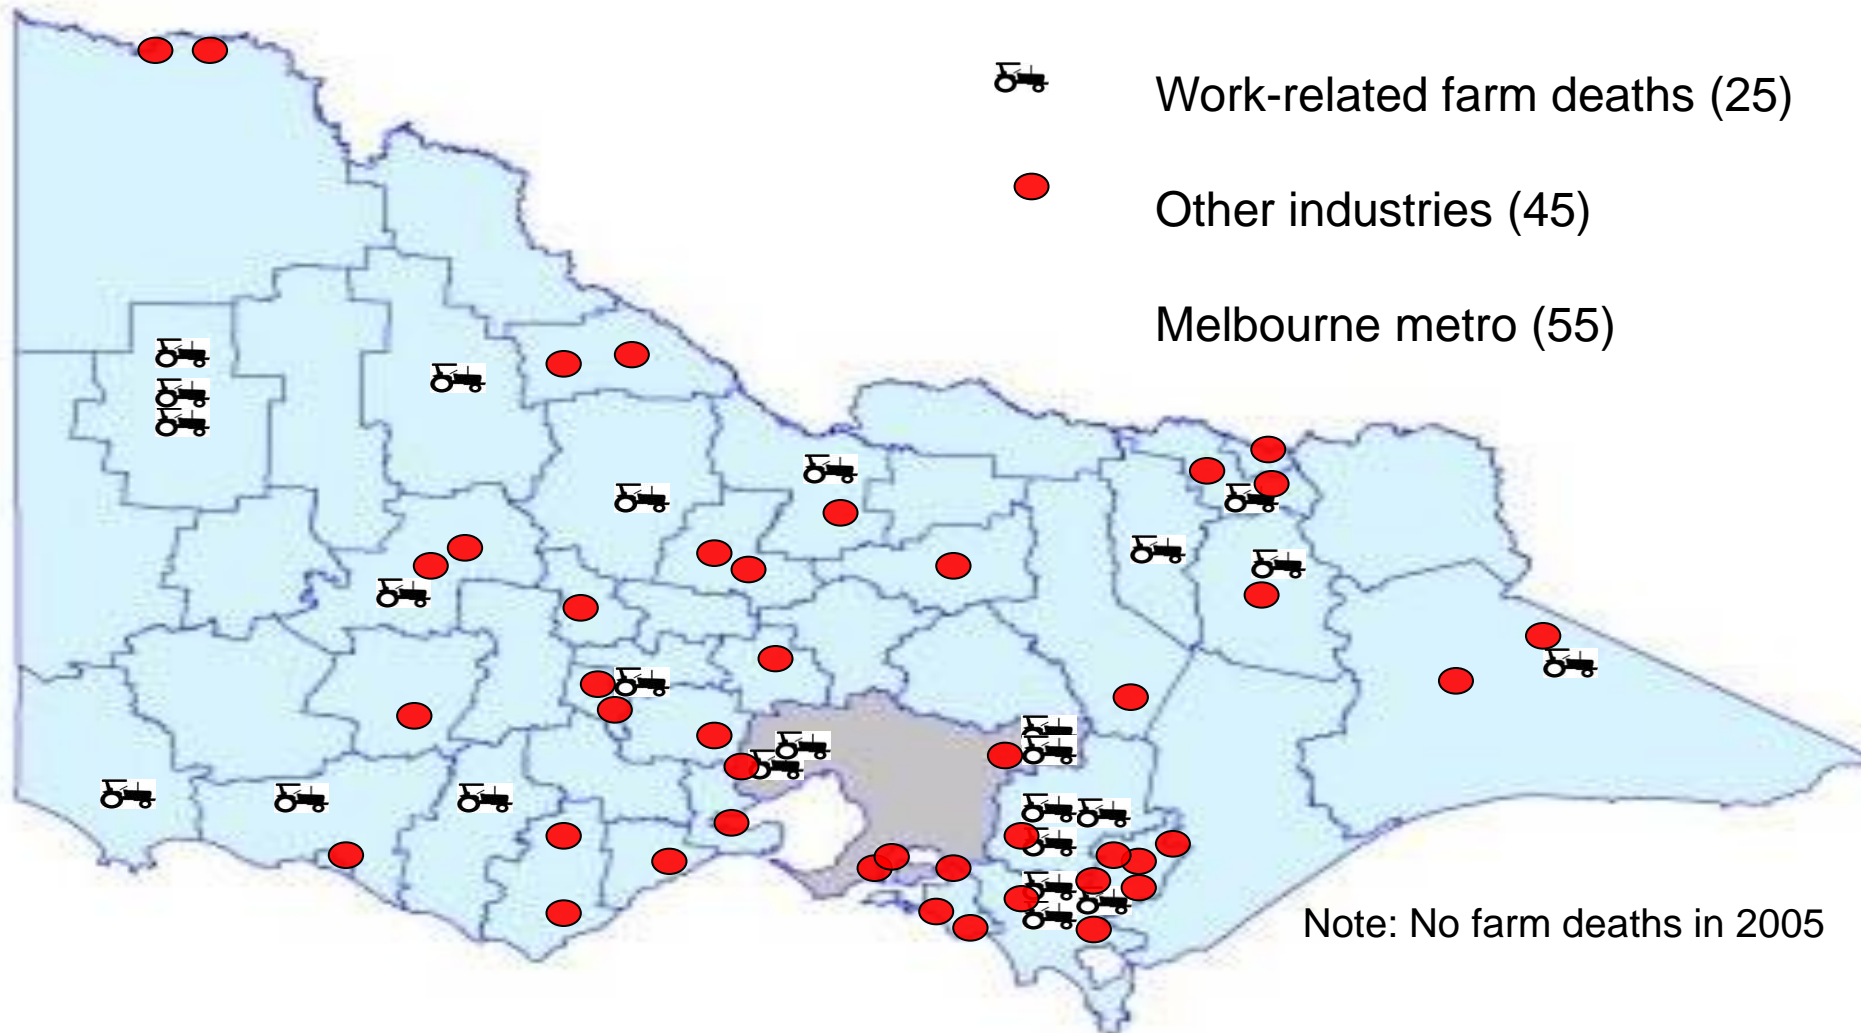 Work-related farm deaths (25)
Other industries (45)
Melbourne metro (55)
Note: No farm deaths in 2005